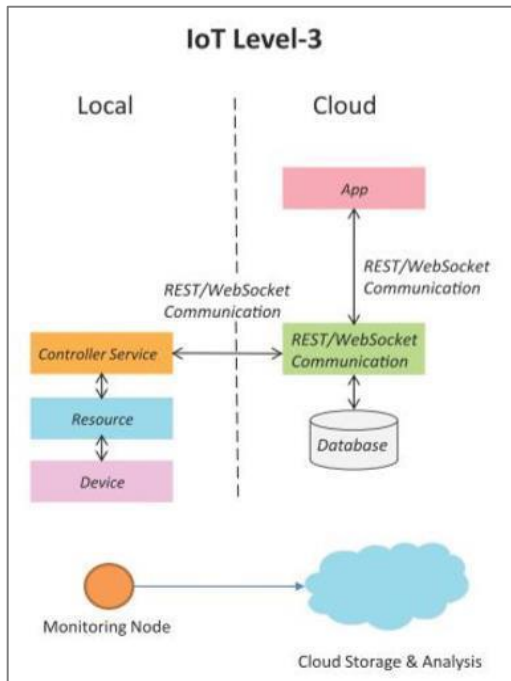 IoT Level-3
Local
Cloud
App
REST/WebSocket
Communication
REST/WebSocket
Communication
Controller Service
REST/WebSocket
Communication
Resource
Database
Device
Monitoring Node
Cloud Storage & Analysis